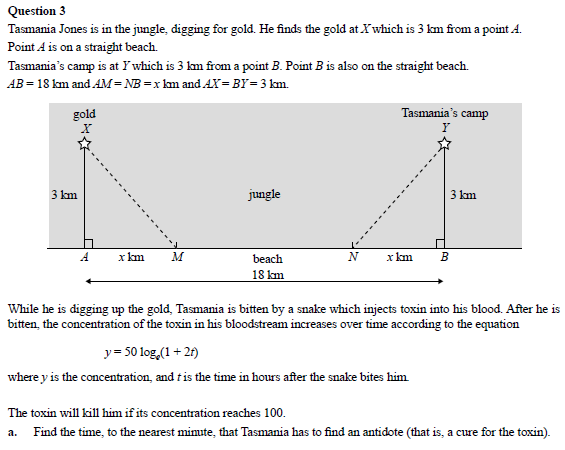 Question 3
Tasmania Jones is in the jungle, digging for gold. He finds the gold at X which is 3 km from a point A.
Point A is on a straight beach.
Tasmania's camp is at Y which is 3 km from a point B. Point B is also on the straight beach.
AB = 18 km and AM = NB = x km and AX = BY = 3 km.
gold Tasmania's camp
X Y
3 km jungle 3 km
A x km M beach N x km B
18 km
While he is digging up the gold, Tasmania is bitten by a snake which injects toxin into his blood. After he is
bitten, the concentration of the toxin in his bloodstream increases over time according to the equation
y = 50 logₑ(1 + 2t)
where y is the concentration, and t is the time in hours after the snake bites him.
The toxin will kill him if its concentration reaches 100.
a. Find the time, to the nearest minute, that Tasmania has to find an antidote (that is, a cure for the toxin).